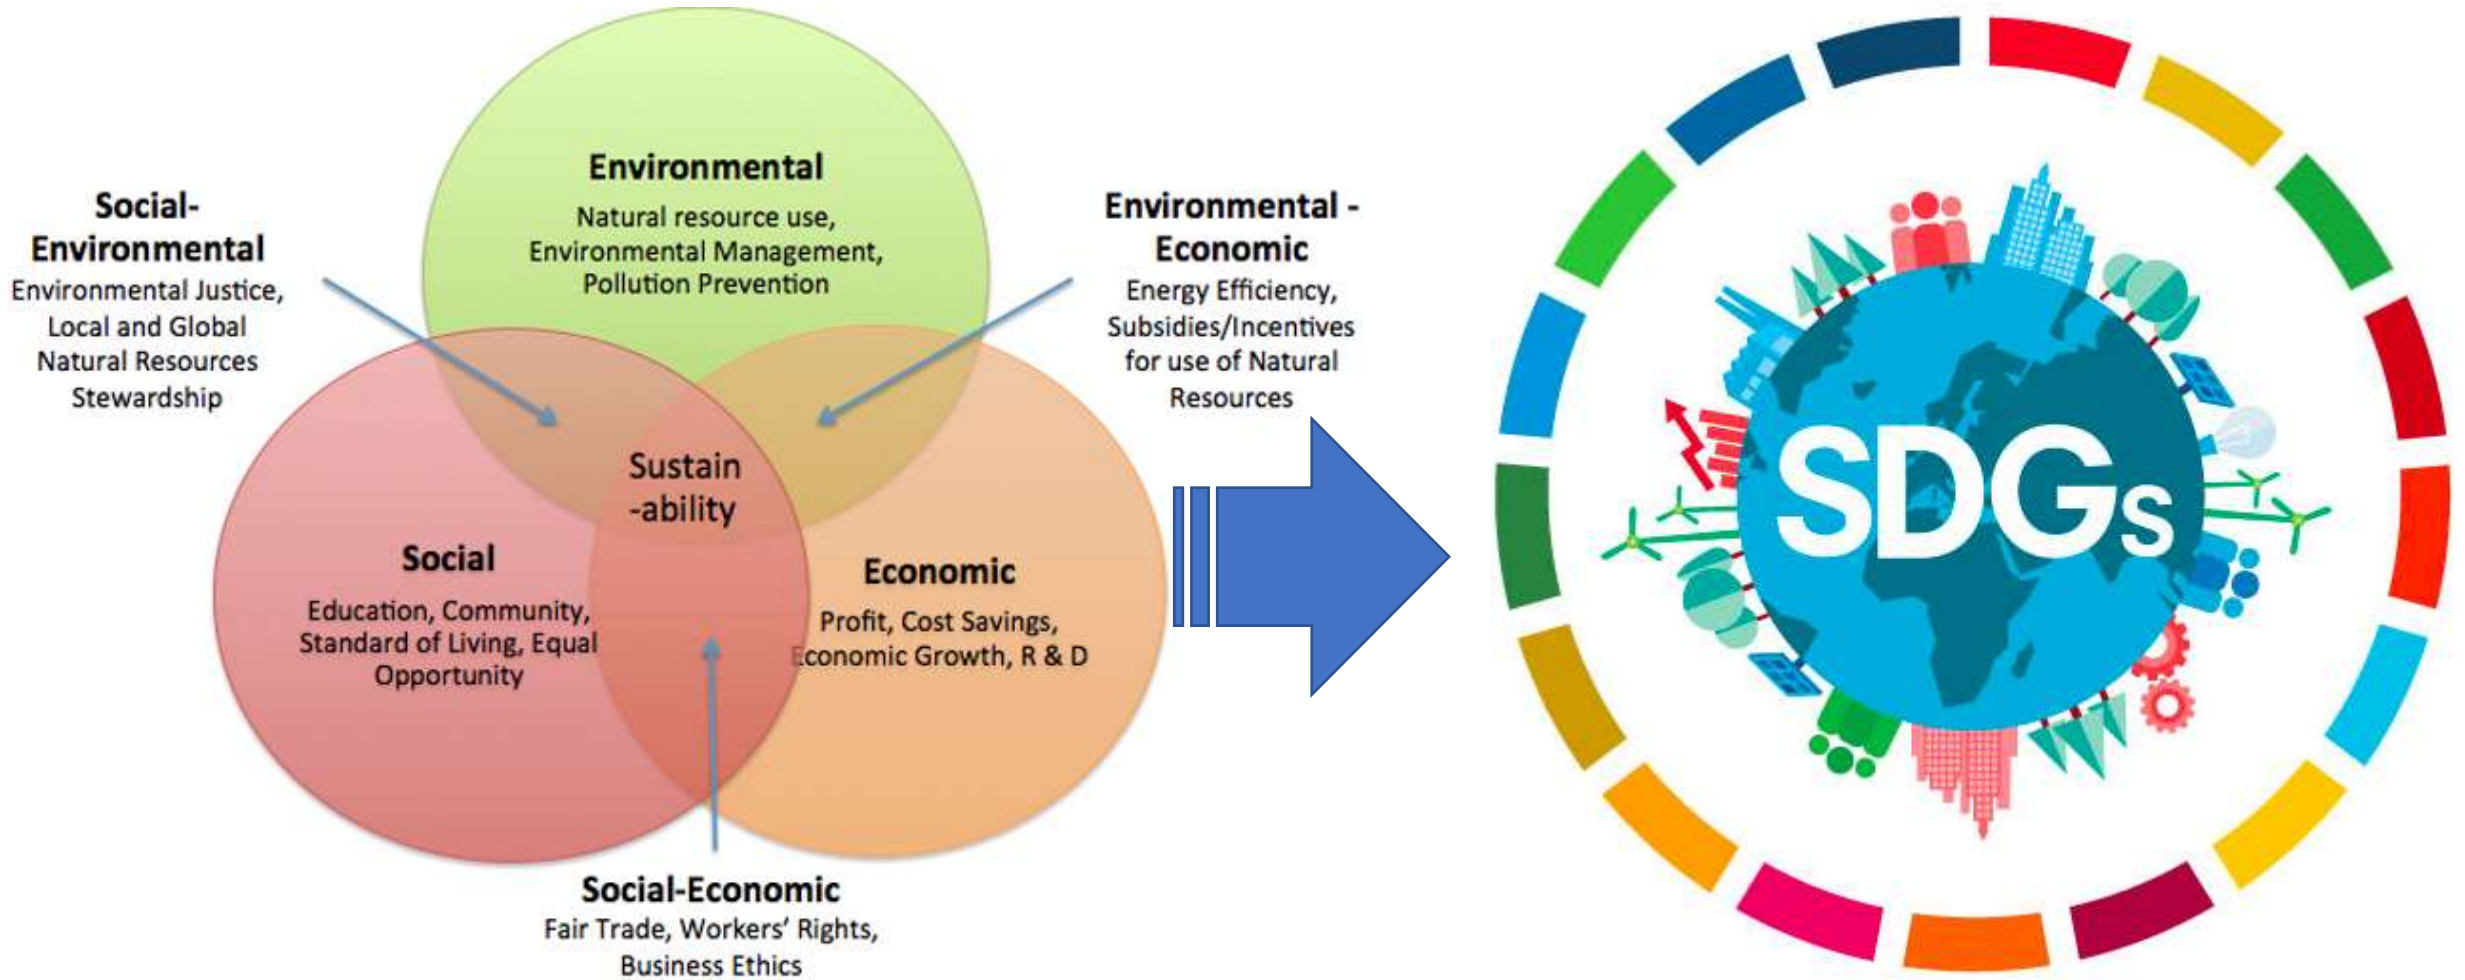 Environmental
Natural resource use,
Environmental Management,
Pollution Prevention
Social-
Environmental
Environmental Justice,
Local and Global
Natural Resources
Stewardship
Environmental -
Economic
Energy Efficiency,
Subsidies/Incentives
for use of Natural
Resources
Sustain
-ability
Social
Education, Community,
Standard of Living, Equal
Opportunity
Economic
Profit, Cost Savings,
Economic Growth, R & D
Social-Economic
Fair Trade, Workers’ Rights,
Business Ethics
SDGs